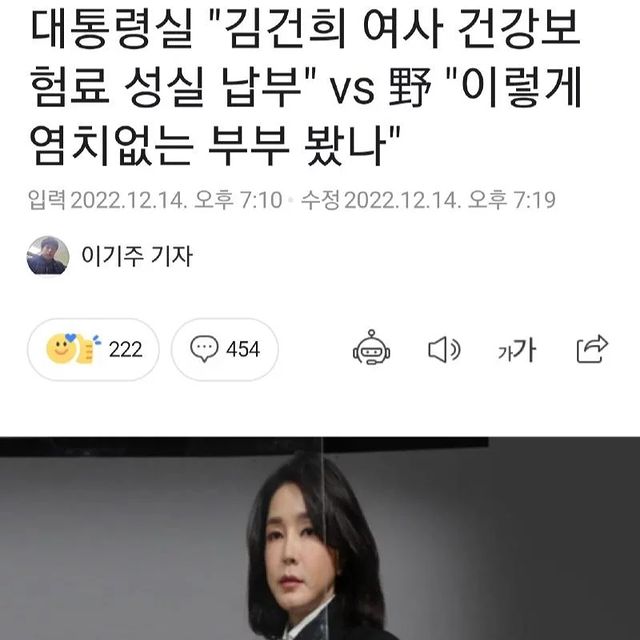 대통령실 "김건희 여사 건강보
험료 성실 납부" vs 野 "이렇게
염치없는 부부 봤나"
입력 2022.12.14. 오후 7:10 · 수정 2022.12.14. 오후 7:19
이기주 기자
222 454 가가